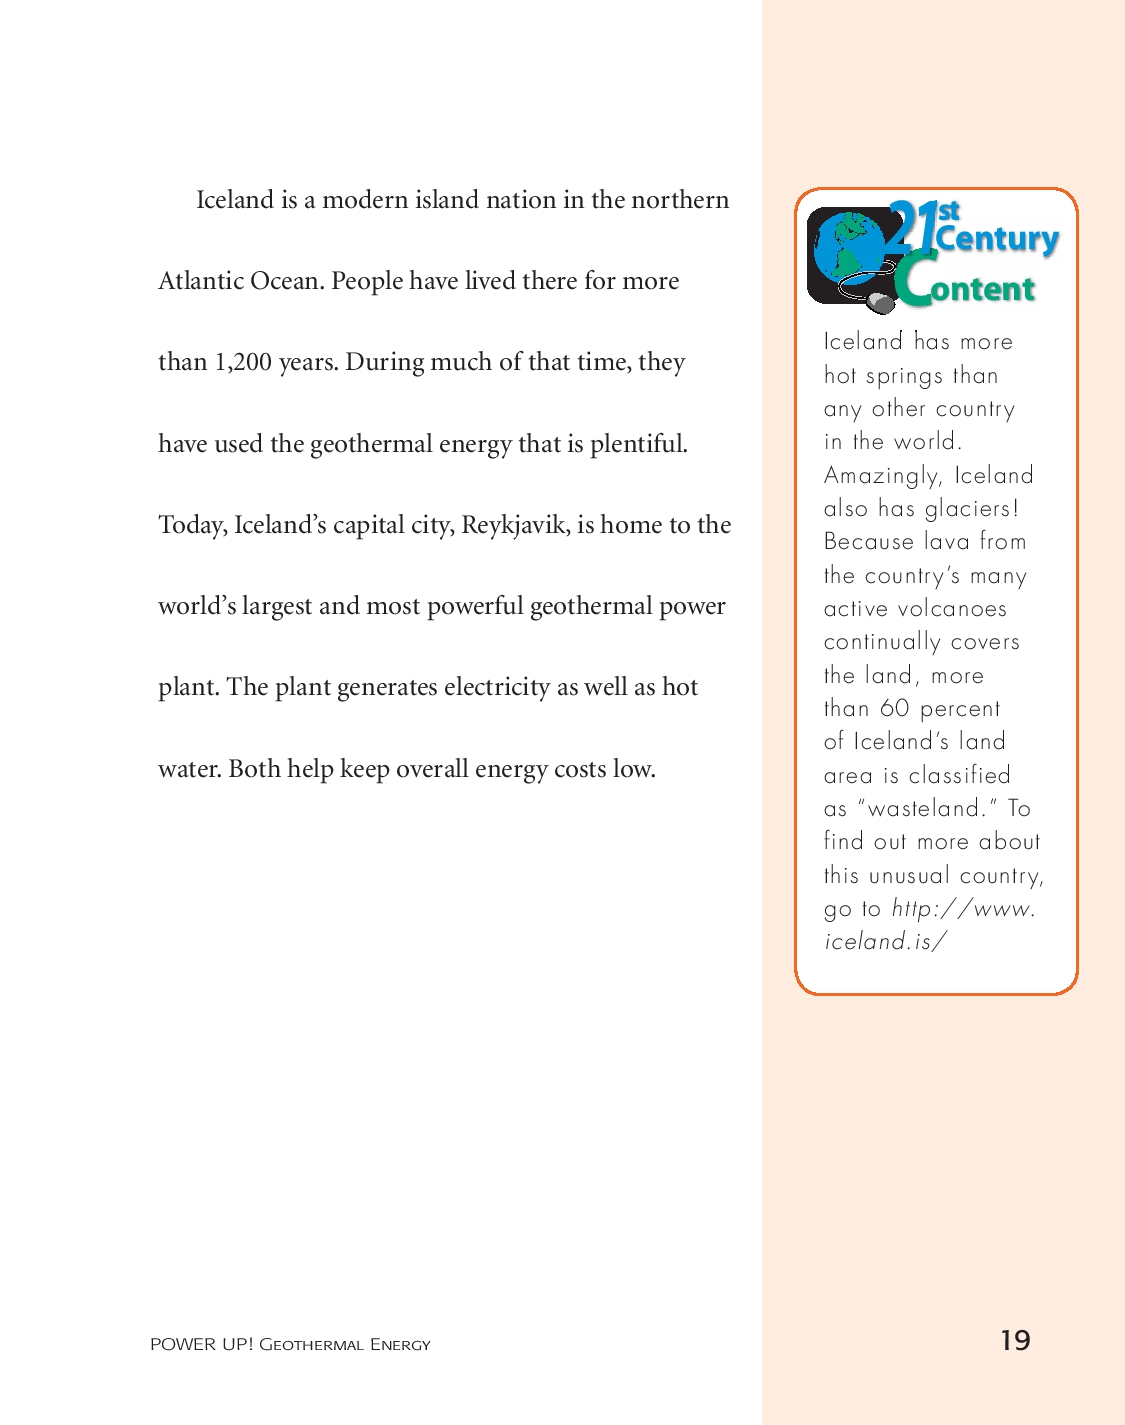 Iceland is a modern island nation in the northern
Atlantic Ocean. People have lived there for more
than 1,200 years. During much of that time, they
have used the geothermal energy that is plentiful.
Today, Iceland’s capital city, Reykjavik, is home to the
world’s largest and most powerful geothermal power
plant. The plant generates electricity as well as hot
water. Both help keep overall energy costs low.
21st
Century
Content
Iceland has more
hot springs than
any other country
in the world.
Amazingly, Iceland
also has glaciers!
Because lava from
the country’s many
active volcanoes
continually covers
the land, more
than 60 percent
of Iceland’s land
area is classified
as “wasteland.” To
find out more about
this unusual country,
go to http://www.
iceland.is/
POWER UP! Geothermal Energy
19